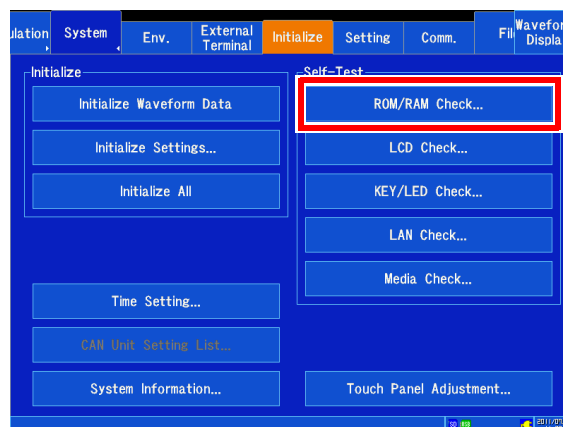 ulation System Env. External Terminal Initialize Setting Comm. Fil Wavefor Displa
Initialize
Initialize Waveform Data
Initialize Settings...
Initialize All
Time Setting...
CAN Unit Setting List...
System Information...
Self-Test
ROM/RAM Check...
LCD Check...
KEY/LED Check...
LAN Check...
Media Check...
Touch Panel Adjustment...
SD